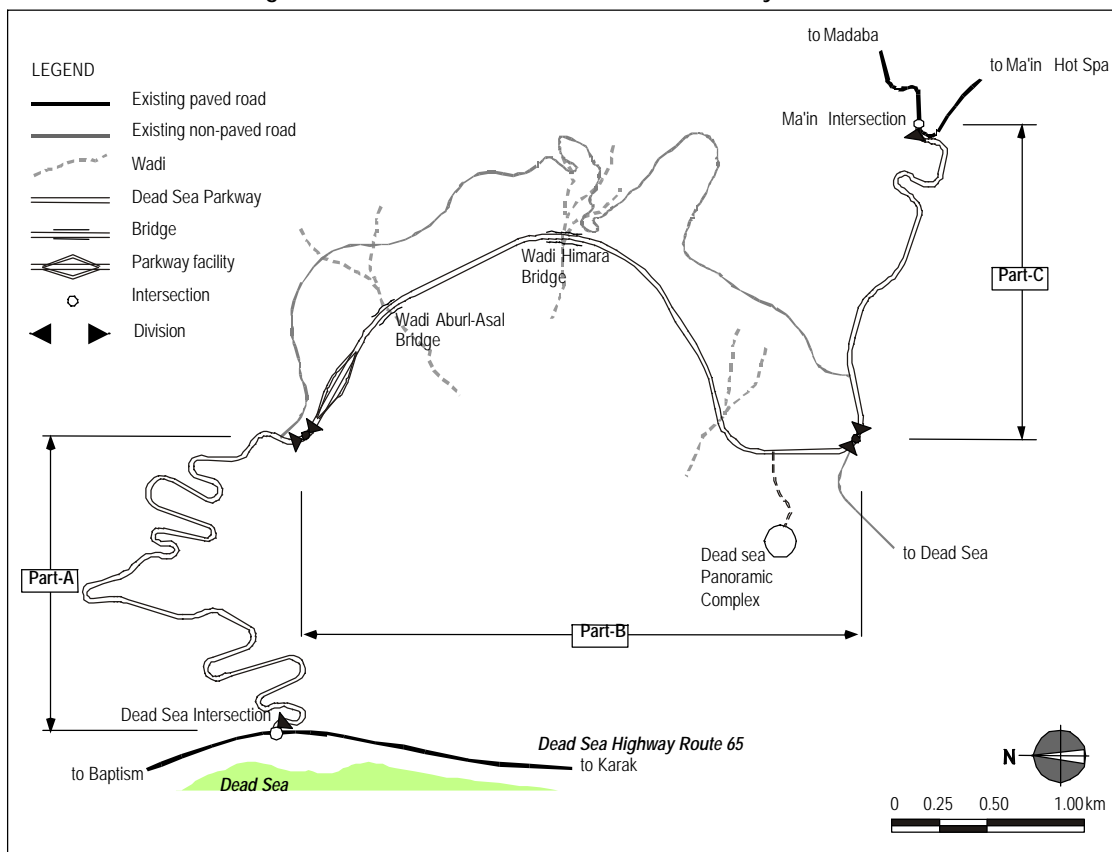 to Madaba
to Ma'in Hot Spa
LEGEND
Existing paved road
Ma'in Intersection
Existing non-paved road
Wadi
Dead Sea Parkway
Bridge
Wadi Himara
Bridge
Parkway facility
Part-C
Intersection
Wadi Aburl-Asal
Bridge
Division
Dead sea
Panoramic
Complex
to Dead Sea
Part-A
Part-B
Dead Sea Intersection
Dead Sea Highway Route 65
to Baptism
to Karak
Dead Sea
N
0 0.25 0.50 1.00 km